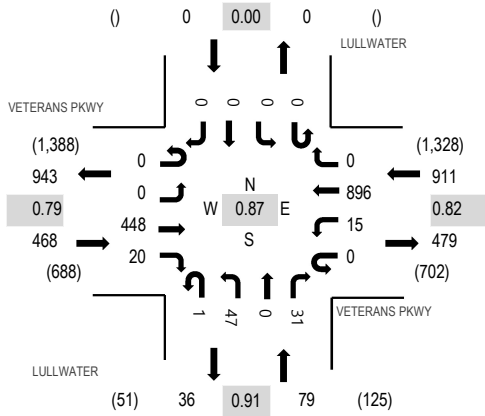 () 0 0.00 0 ()
LULLWATER
VETERANS PKWY
0 0 0 0
(1,388) 0 0 (1,328)
943 0 N 896 911
0.79 W 0.87 E 0.82
468 448 S 15 479
20 0
(688) (702)
1 47 0 31
VETERANS PKWY
LULLWATER
(51) 36 0.91 79 (125)